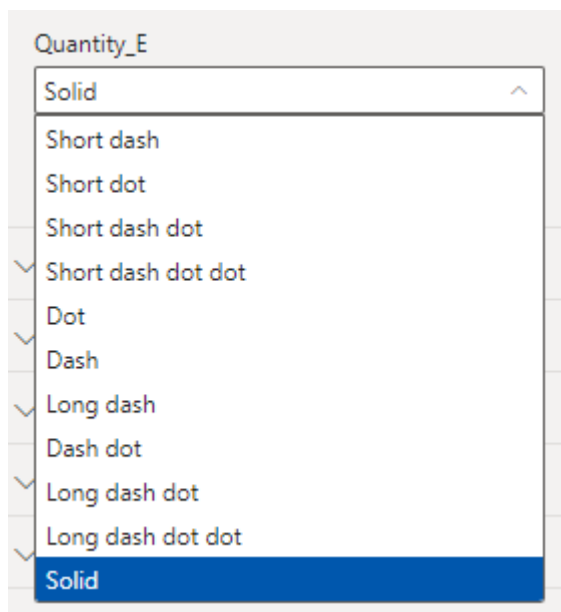 Quantity_E
Solid
Short dash
Short dot
Short dash dot
Short dash dot dot
Dot
Dash
Long dash
Dash dot
Long dash dot
Long dash dot dot
Solid